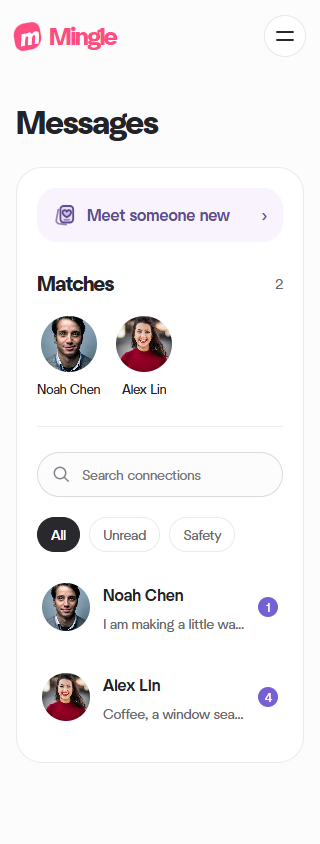 m Mingle
Messages
Meet someone new ›
Matches 2
Noah Chen Alex Lin
Search connections
All Unread Safety
Noah Chen
I am making a little wa... 1
Alex Lin
Coffee, a window sea... 4